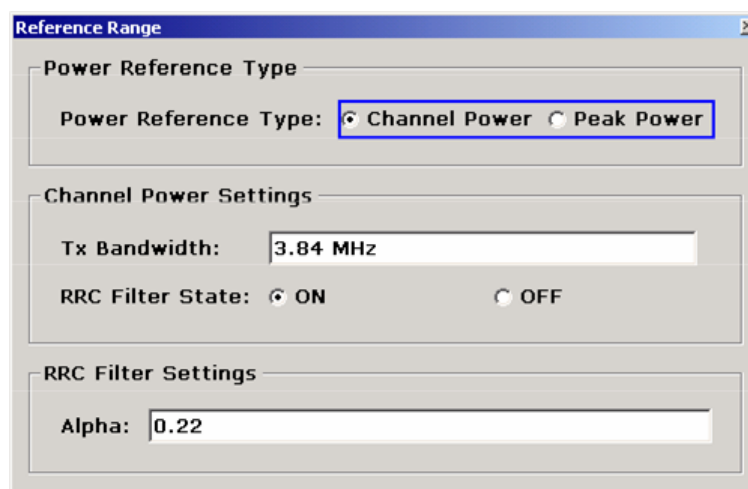 Reference Range
Power Reference Type
Power Reference Type: Channel Power Peak Power
Channel Power Settings
Tx Bandwidth: 3.84 MHz
RRC Filter State: ON OFF
RRC Filter Settings
Alpha: 0.22